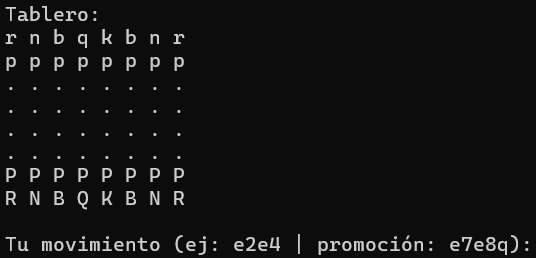 Tablero:
r n b q k b n r
p p p p p p p p
. . . . . . . .
. . . . . . . .
. . . . . . . .
. . . . . . . .
P P P P P P P P
R N B Q K B N R

Tu movimiento (ej: e2e4 | promoción: e7e8q):